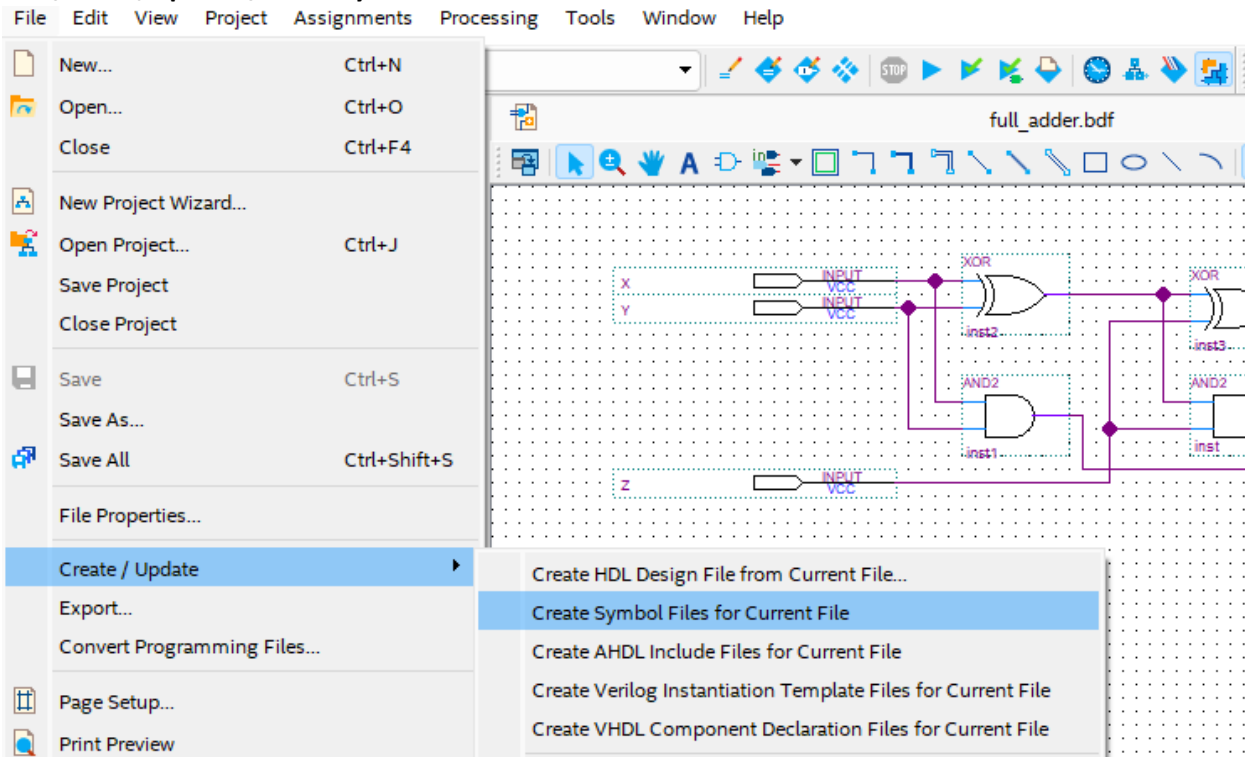 File Edit View Project Assignments Processing Tools Window Help
New... Ctrl+N
Open... Ctrl+O
Close Ctrl+F4
New Project Wizard...
Open Project... Ctrl+J
Save Project
Close Project
Save Ctrl+S
Save As...
Save All Ctrl+Shift+S
File Properties...
Create / Update
Export...
Convert Programming Files...
Page Setup...
Print Preview
Create HDL Design File from Current File...
Create Symbol Files for Current File
Create AHDL Include Files for Current File
Create Verilog Instantiation Template Files for Current File
Create VHDL Component Declaration Files for Current File
STOP
full_adder.bdf
A
in
X INPUT
VCC
Y INPUT
VCC
XOR
inst2
XOR
inst3
AND2
inst1
AND2
inst
Z INPUT
VCC